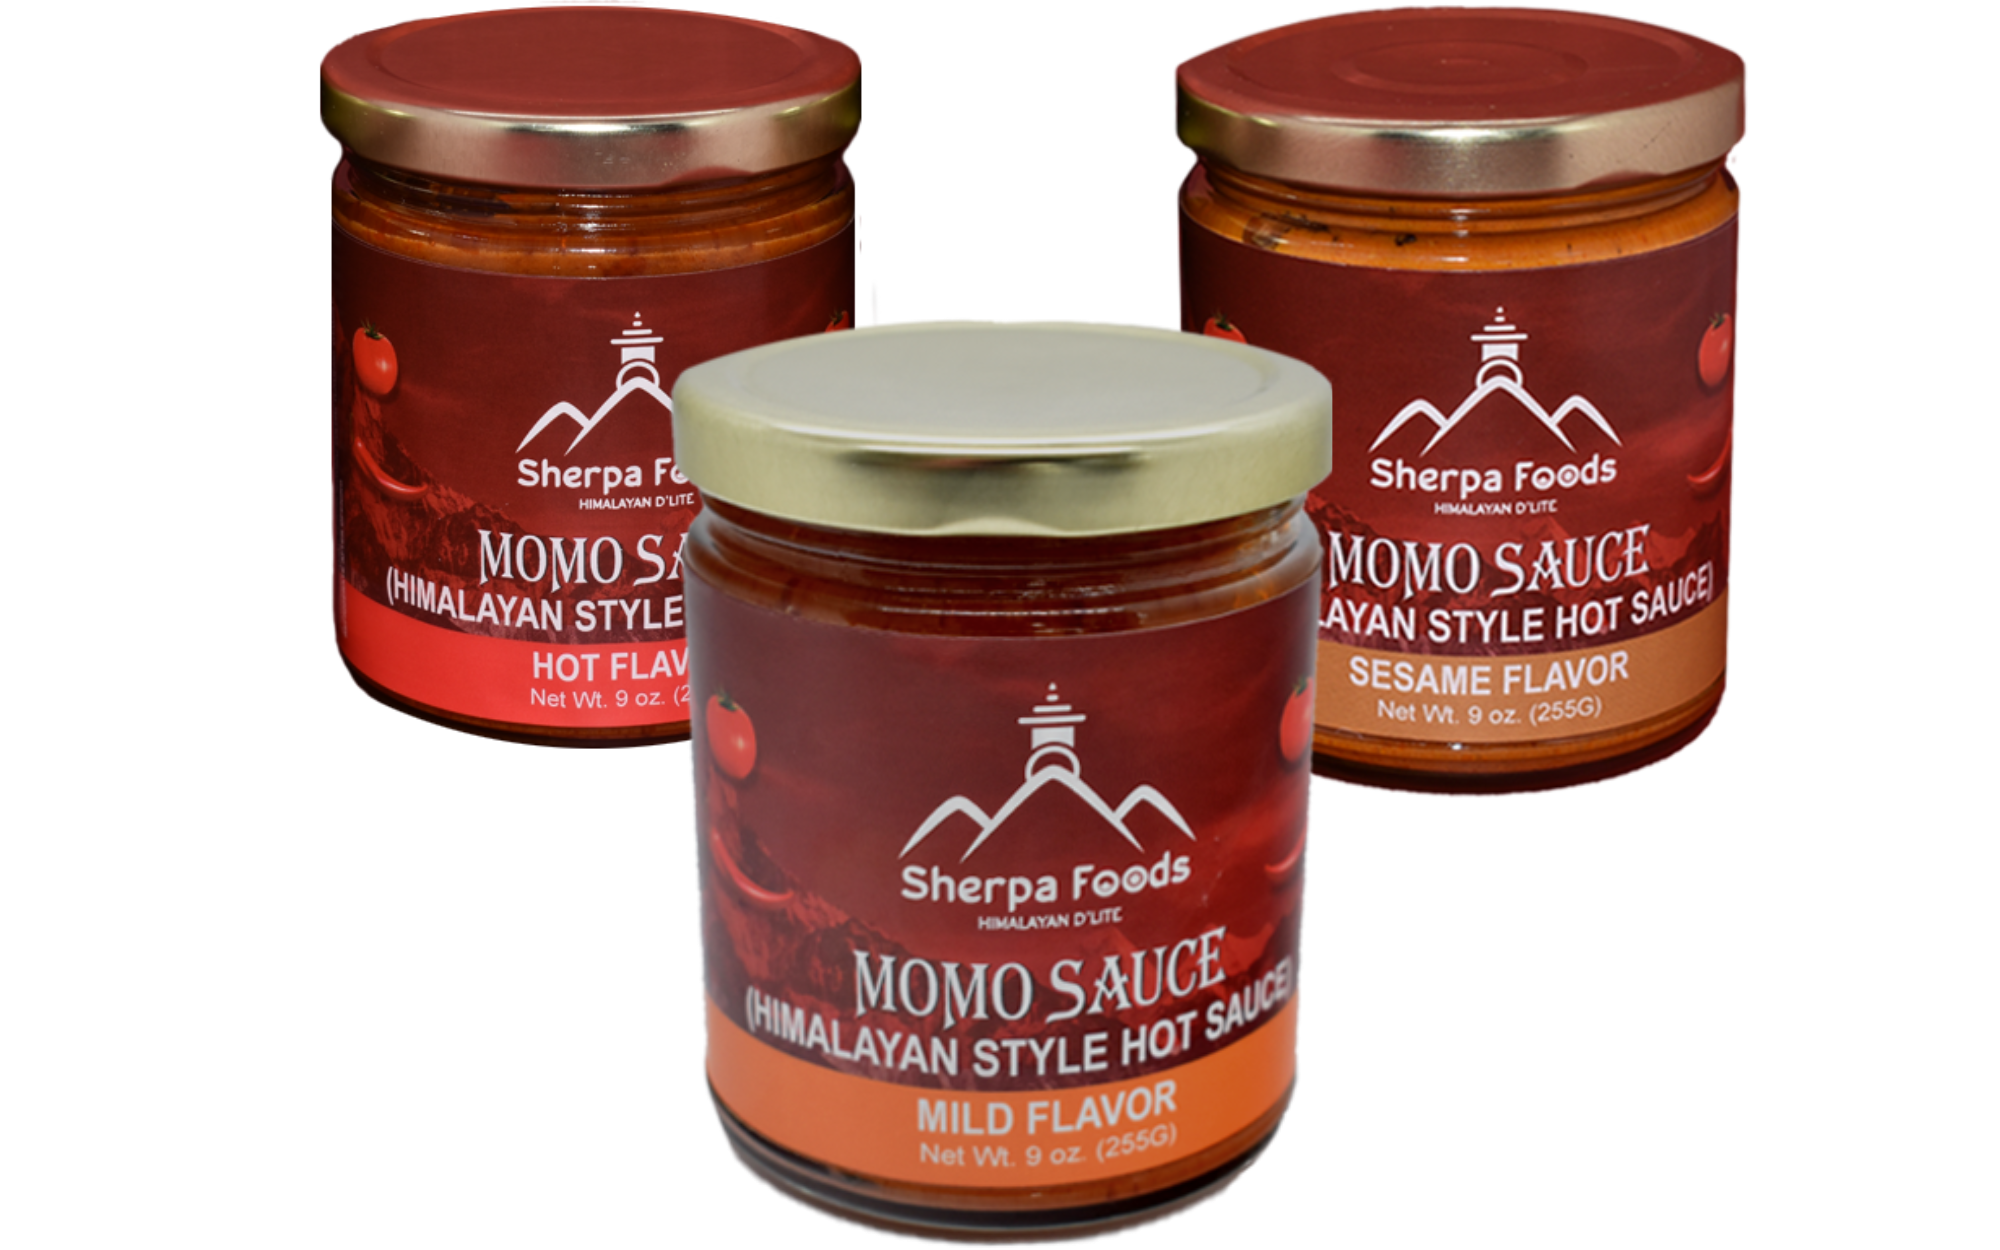 Sherpa Fo
HIMALAYAN D'LITE
MOMO SA
(HIMALAYAN STYLE
HOT FLAV
Net Wt. 9 oz. (2
Sherpa Foods
HIMALAYAN D'LITE
MOMO SAUCE
LAYAN STYLE HOT SAUCE)
SESAME FLAVOR
Net Wt. 9 oz. (255G)
Sherpa Foods
HIMALAYAN D'LITE
MOMO SAUCE
(HIMALAYAN STYLE HOT SAUCE)
MILD FLAVOR
Net Wt. 9 oz. (255G)